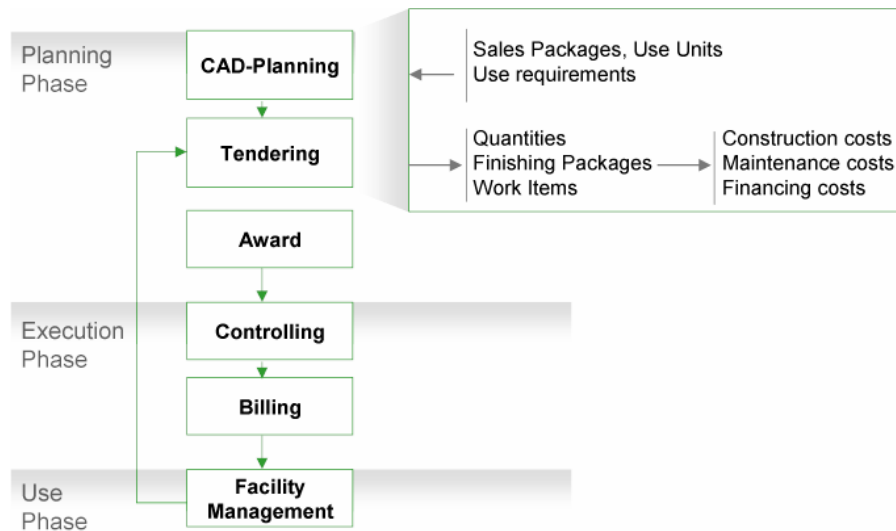 Planning
Phase
CAD-Planning
Tendering
Sales Packages, Use Units
Use requirements
Quantities
Finishing Packages
Work Items
Construction costs
Maintenance costs
Financing costs
Award
Execution
Phase
Controlling
Billing
Use
Phase
Facility
Management